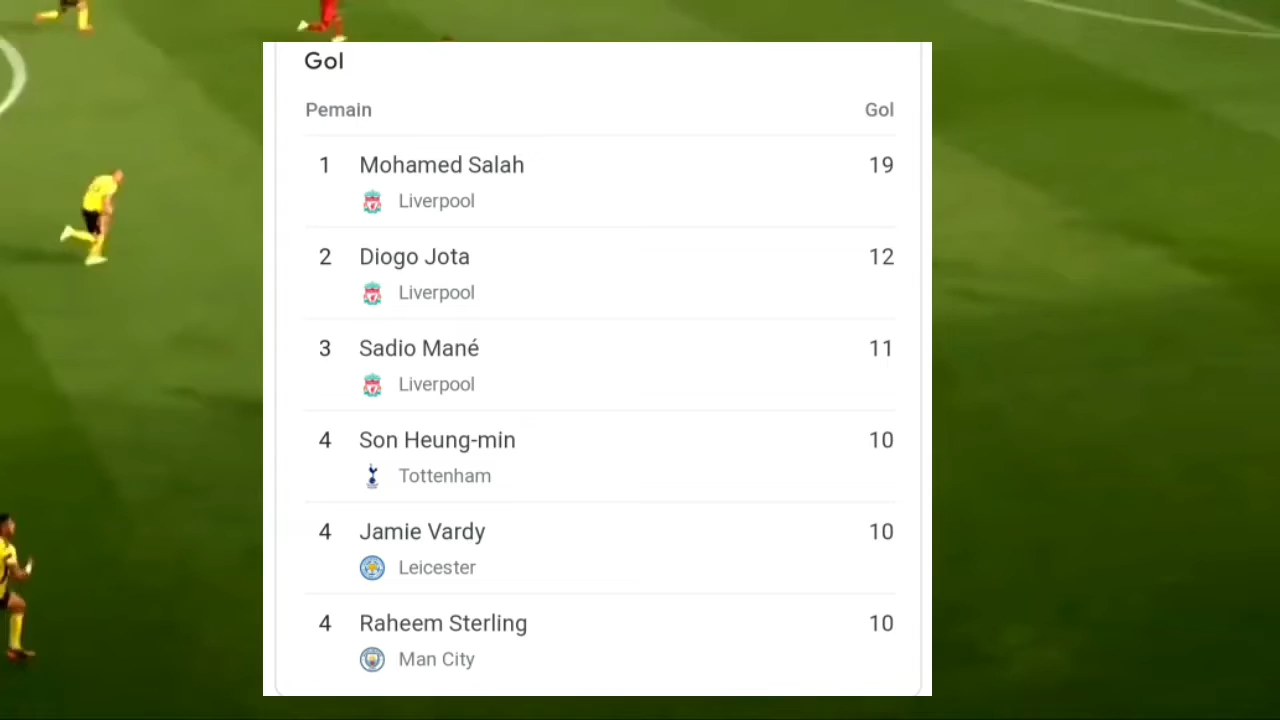 Gol
Pemain Gol
1 Mohamed Salah 19
Liverpool
2 Diogo Jota 12
Liverpool
3 Sadio Mané 11
Liverpool
4 Son Heung-min 10
Tottenham
4 Jamie Vardy 10
Leicester
4 Raheem Sterling 10
Man City